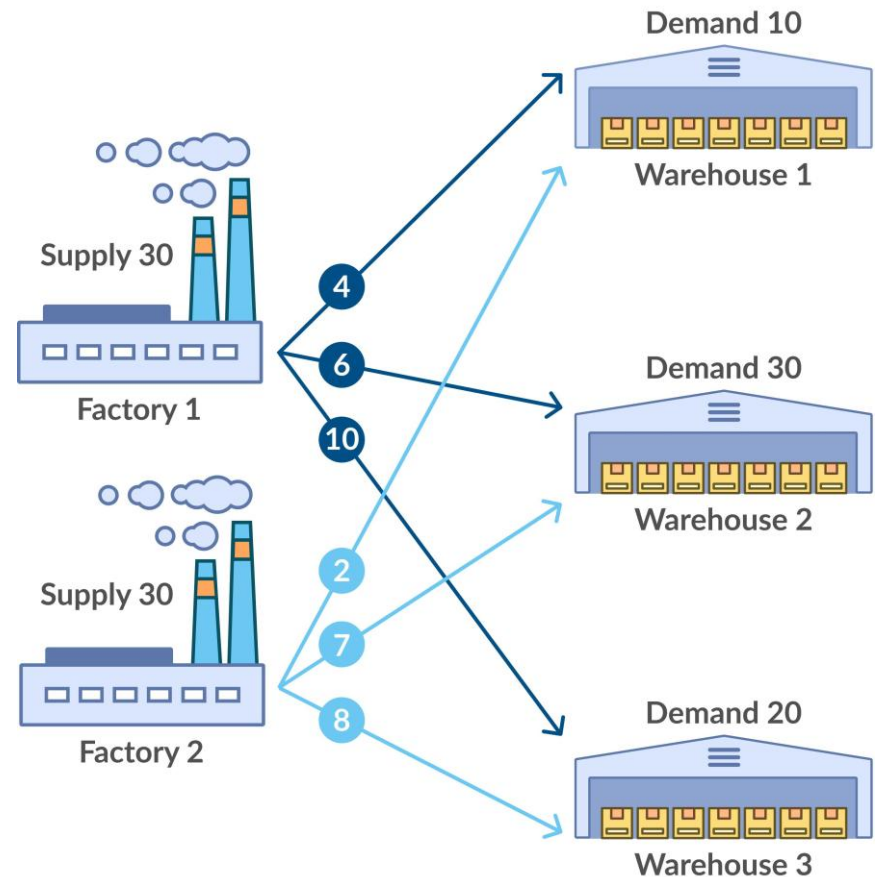 Demand 10
Warehouse 1
Supply 30
Factory 1
4
6
10
Demand 30
Warehouse 2
Supply 30
Factory 2
2
7
8
Demand 20
Warehouse 3